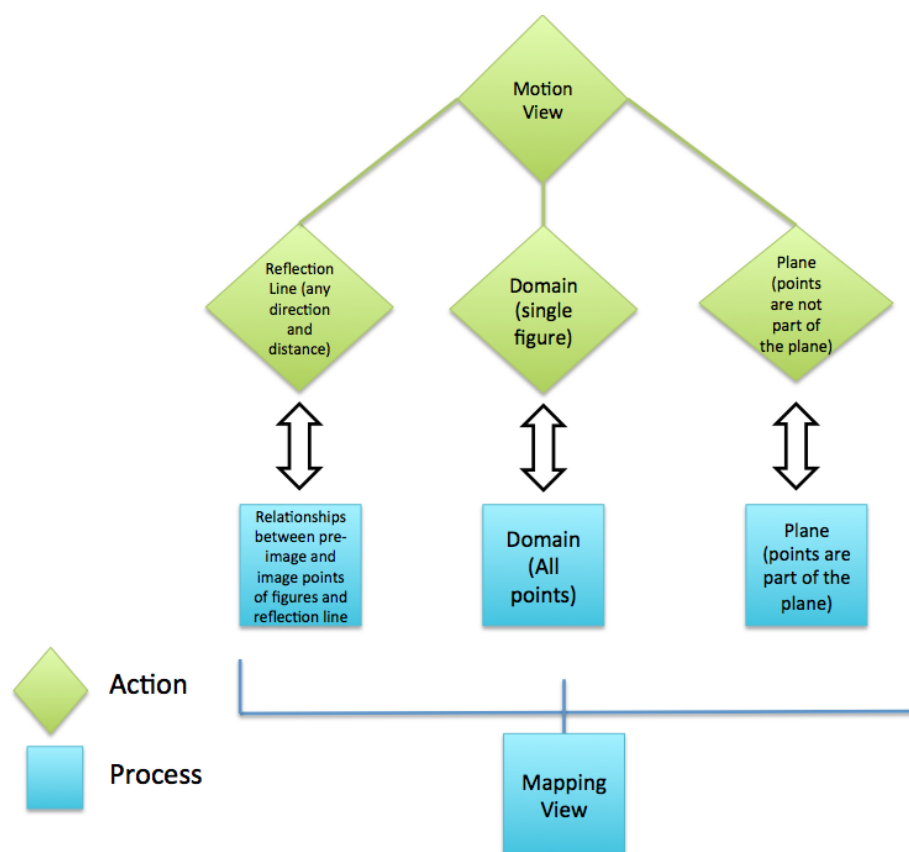 Motion
View
Reflection
Line (any
direction
and
distance)
Domain
(single
figure)
Plane
(points
are not
part of
the plane)
Relationships
between pre-
image and
image points
of figures and
reflection line
Domain
(All
points)
Plane
(points are
part of the
plane)
Action
Process
Mapping
View